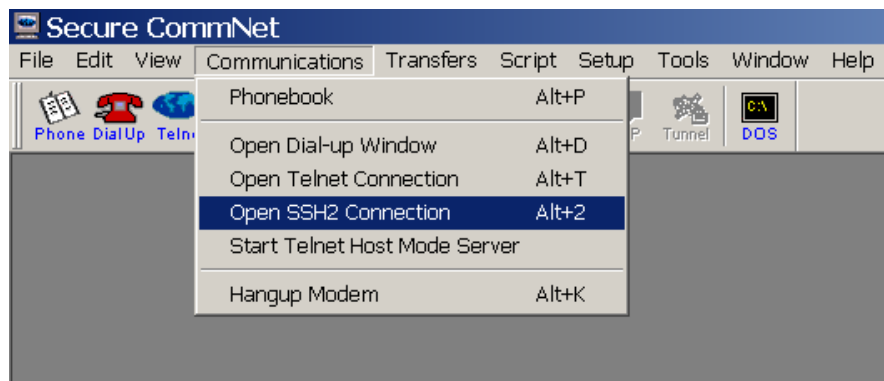 Secure CommNet
File Edit View Communications Transfers Script Setup Tools Window Help
Phone DialUp Tunnel DOS
C:\
Phonebook Alt+P
Open Dial-up Window Alt+D
Open Telnet Connection Alt+T
Open SSH2 Connection Alt+2
Start Telnet Host Mode Server
Hangup Modem Alt+K